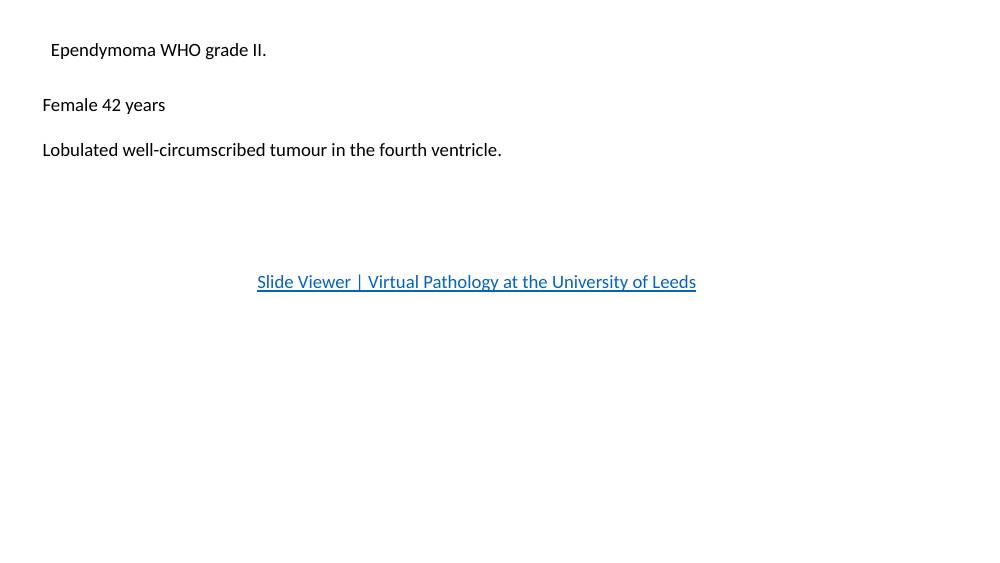 Ependymoma WHO grade II.
Female 42 years
Lobulated well-circumscribed tumour in the fourth ventricle.
Slide Viewer | Virtual Pathology at the University of Leeds